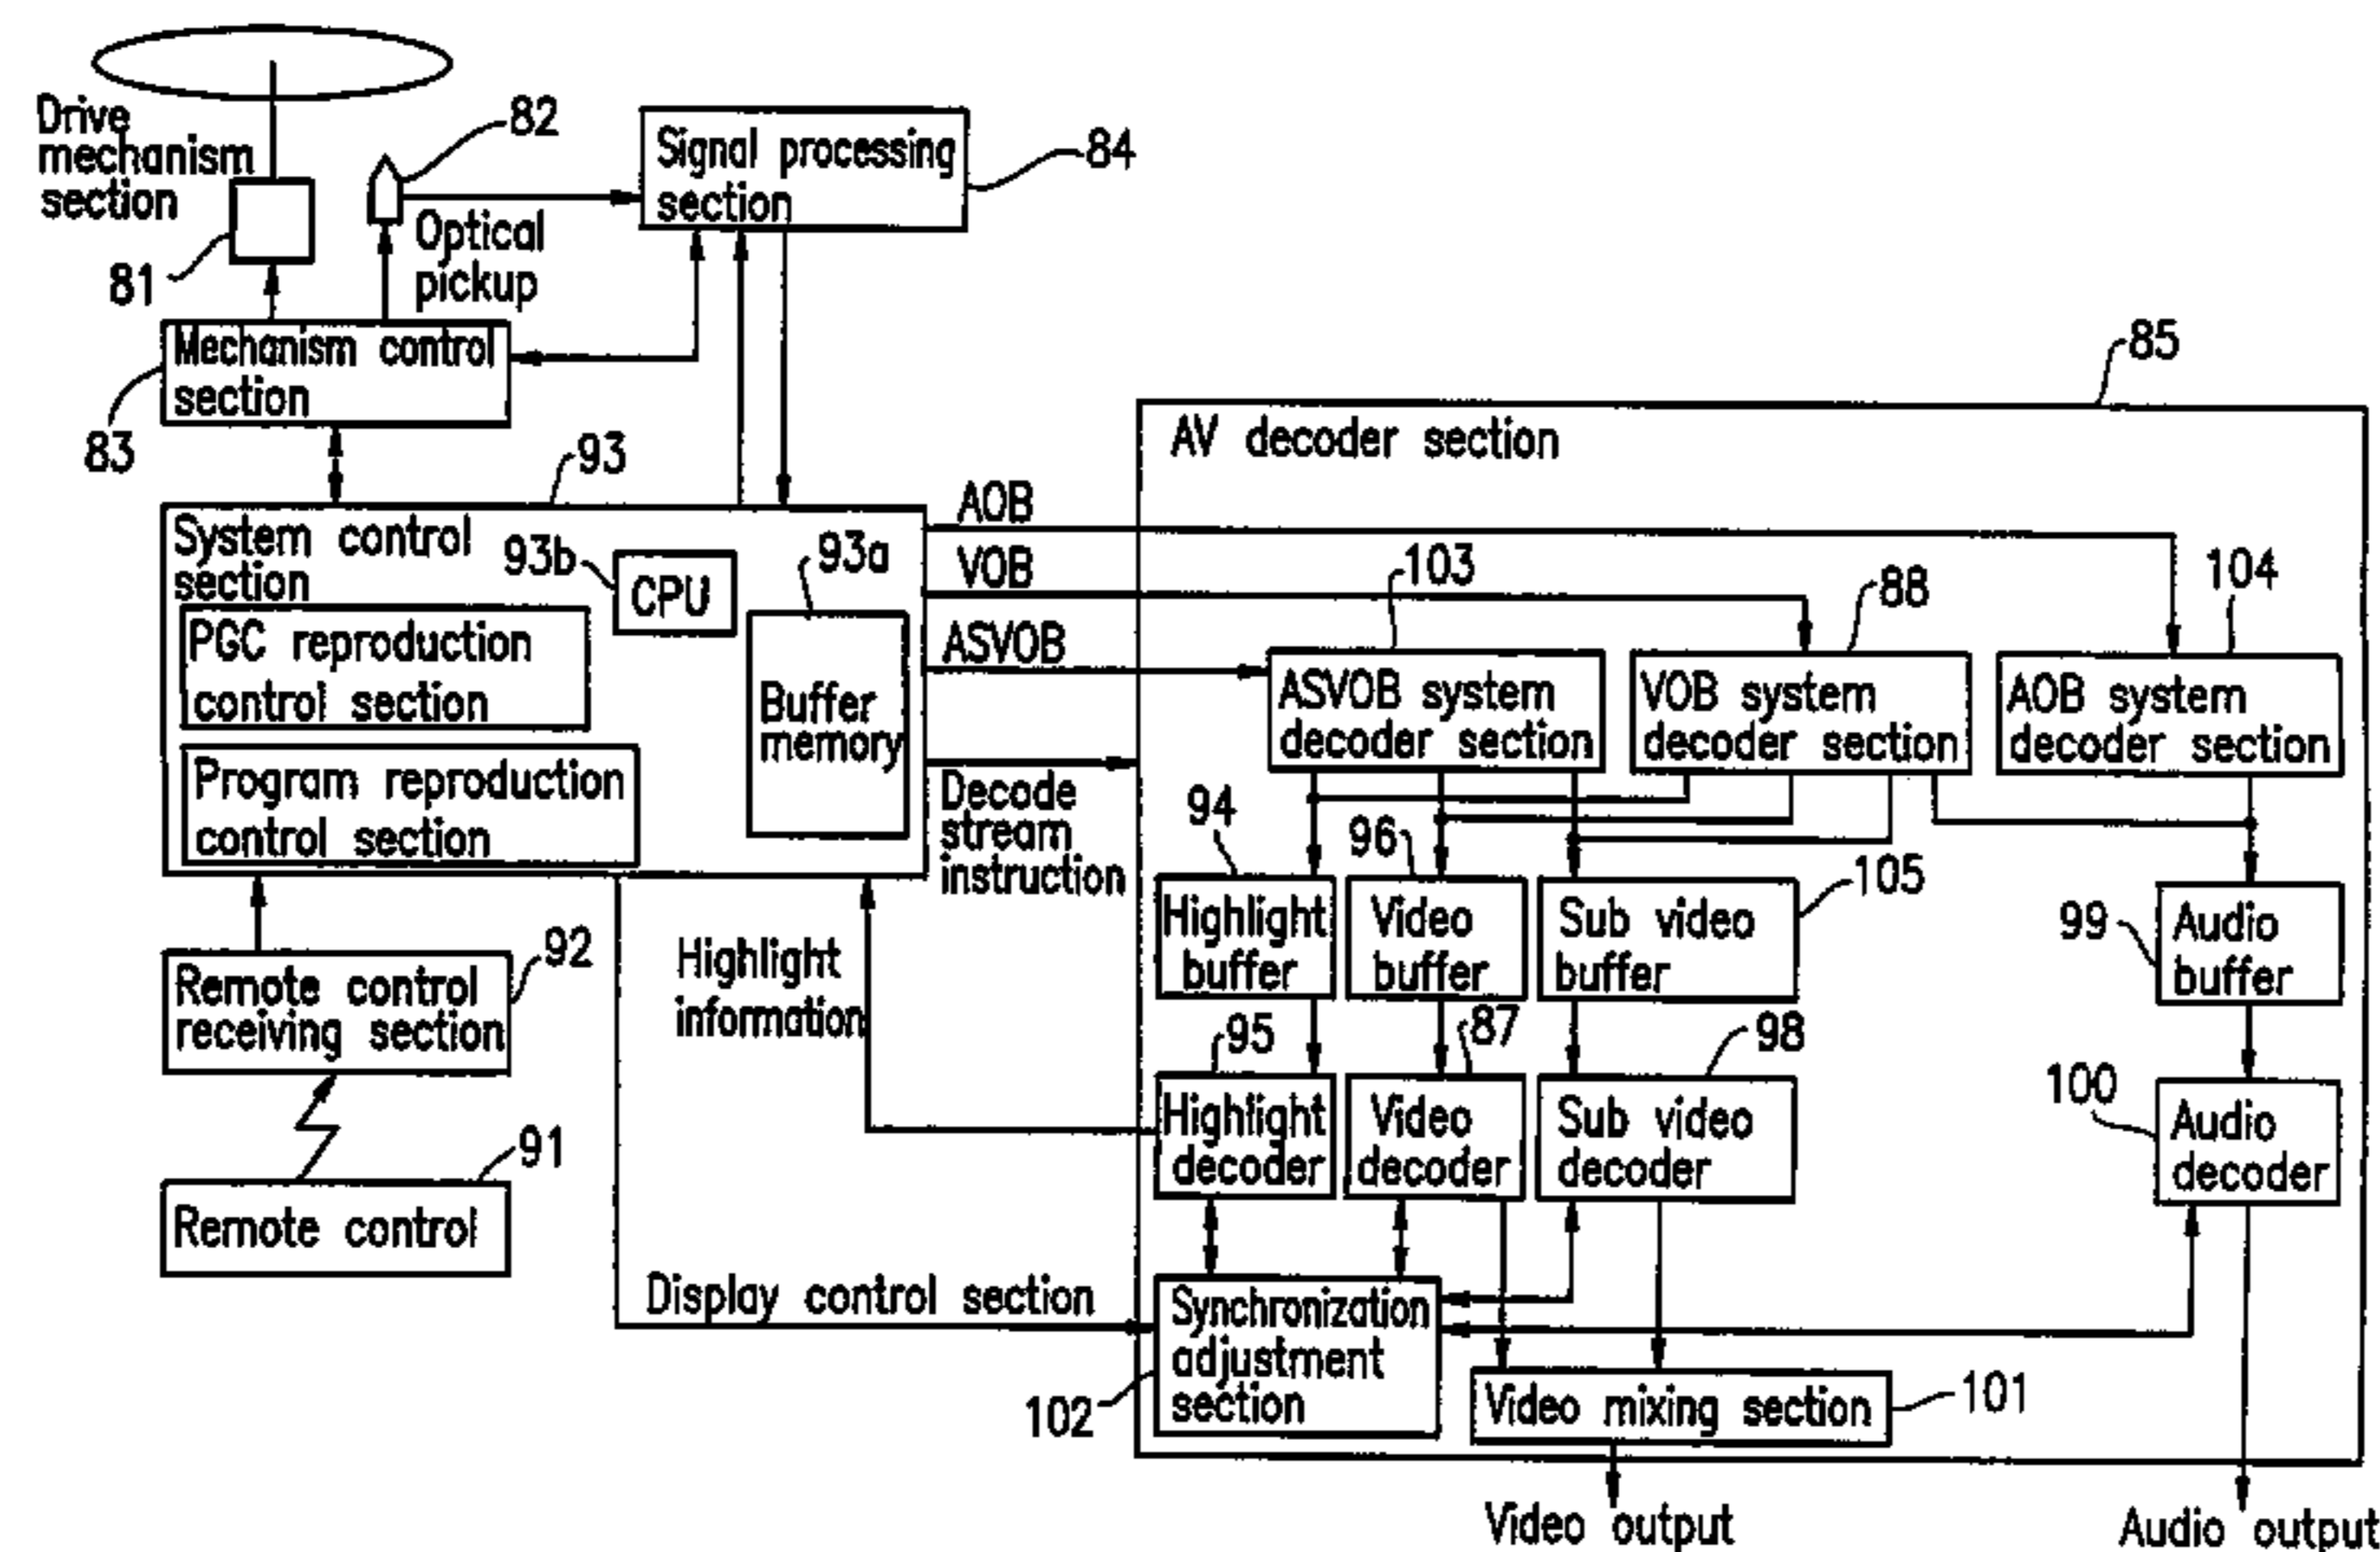 Drive
mechanism
section
81
82
Optical
pickup
Signal processing
section
84
Mechanism control
section
83
93
System control
section
93b
CPU
93a
Buffer
memory
PGC reproduction
control section
Program reproduction
control section
Remote control
receiving section
92
91
Remote control
AOB
VOB
ASVOB
Decode
stream
instruction
Highlight
information
Display control section
85
AV decoder section
103
ASVOB system
decoder section
88
VOB system
decoder section
104
AOB system
decoder section
94
Highlight
buffer
96
Video
buffer
105
Sub video
buffer
99
Audio
buffer
95
Highlight
decoder
87
Video
decoder
98
Sub video
decoder
100
Audio
decoder
Synchronization
adjustment
section
102
Video mixing section
101
Video output
Audio output